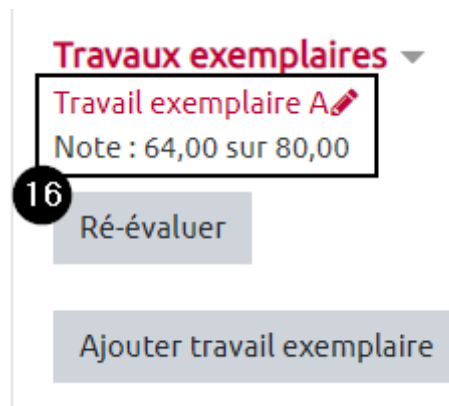 Travaux exemplaires
Travail exemplaire A
Note : 64,00 sur 80,00
16
Ré-évaluer
Ajouter travail exemplaire